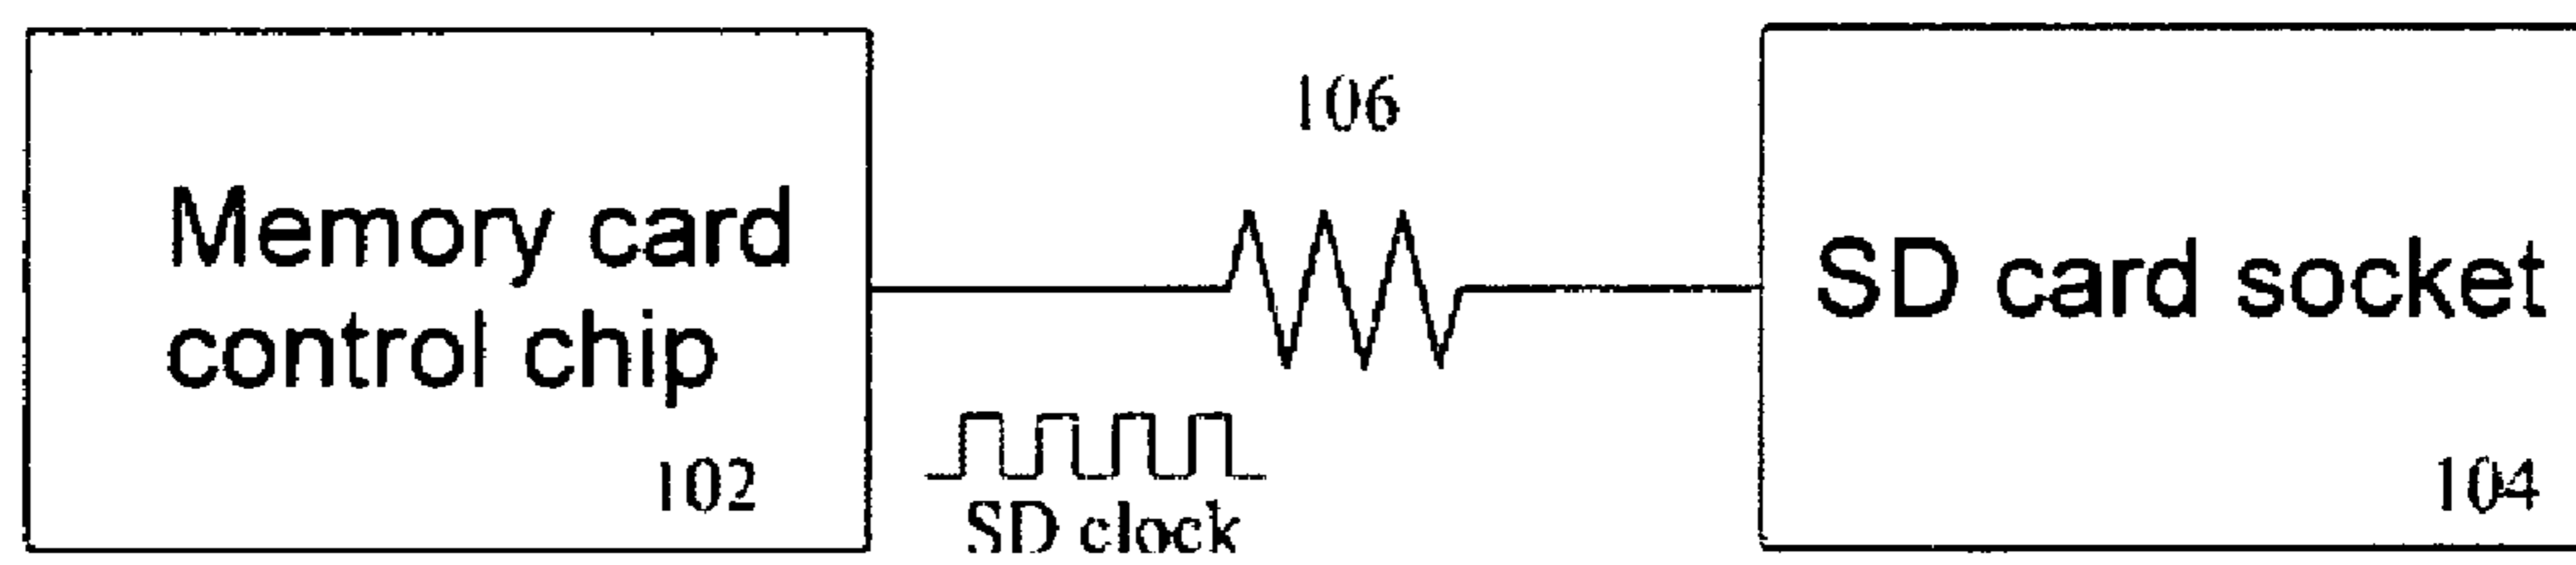 Memory card
control chip
102
106
SD clock
SD card socket
104